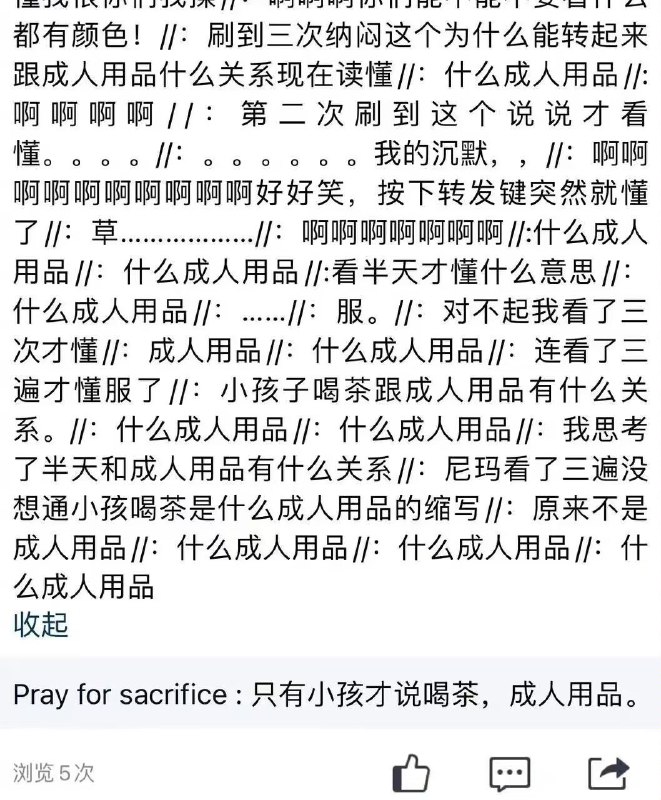 都有颜色！//：刷到三次纳闷这个为什么能转起来
跟成人用品什么关系现在读懂//：什么成人用品//:
啊啊啊啊//：第二次刷到这个说说才看
懂。。。。//：。。。。。。我的沉默，，//：啊啊
啊啊啊啊啊啊啊啊好好笑，按下转发键突然就懂
了//：草………………//：啊啊啊啊啊啊啊//:什么成人
用品//：什么成人用品//:看半天才懂什么意思//：
什么成人用品//：……//：服。//：对不起我看了三
次才懂//：成人用品//：什么成人用品//：连看了三
遍才懂服了//：小孩子喝茶跟成人用品有什么关
系。//：什么成人用品//：什么成人用品//：我思考
了半天和成人用品有什么关系//：尼玛看了三遍没
想通小孩喝茶是什么成人用品的缩写//：原来不是
成人用品//：什么成人用品//：什么成人用品//：什
么成人用品
收起
Pray for sacrifice : 只有小孩才说喝茶，成人用品。
浏览5次